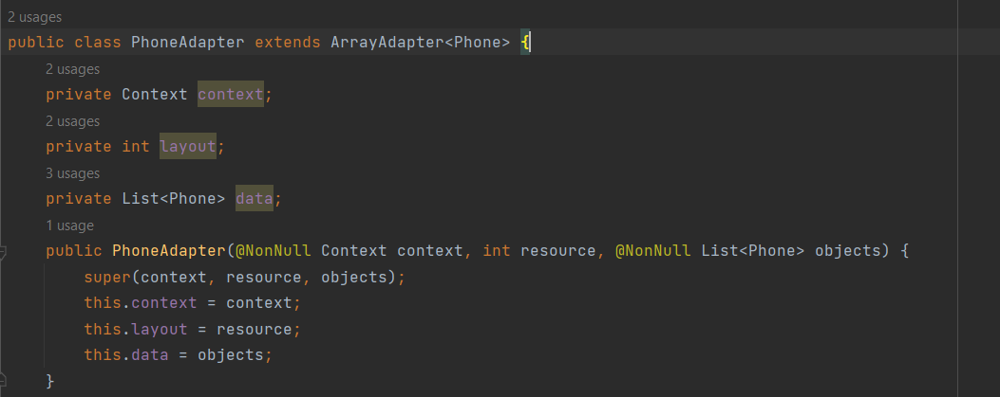 2 usages
public class PhoneAdapter extends ArrayAdapter<Phone> {
2 usages
private Context context;
2 usages
private int layout;
3 usages
private List<Phone> data;
1 usage
public PhoneAdapter(@NonNull Context context, int resource, @NonNull List<Phone> objects) {
super(context, resource, objects);
this.context = context;
this.layout = resource;
this.data = objects;
}